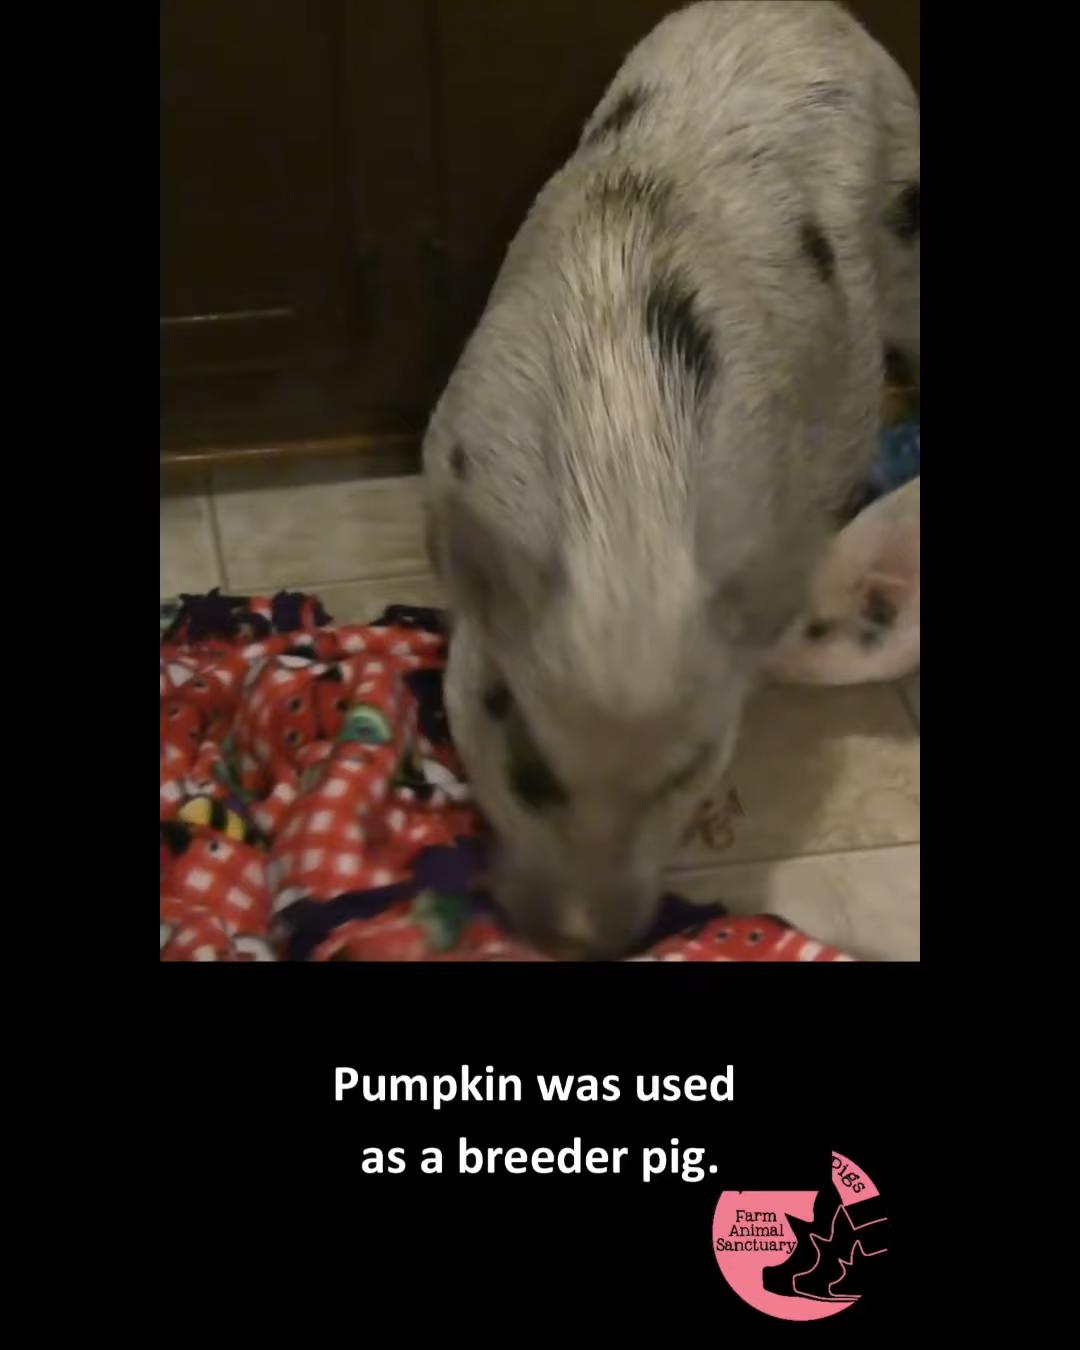 Pumpkin was used
as a breeder pig.
Pigs
Farm
Animal
Sanctuary